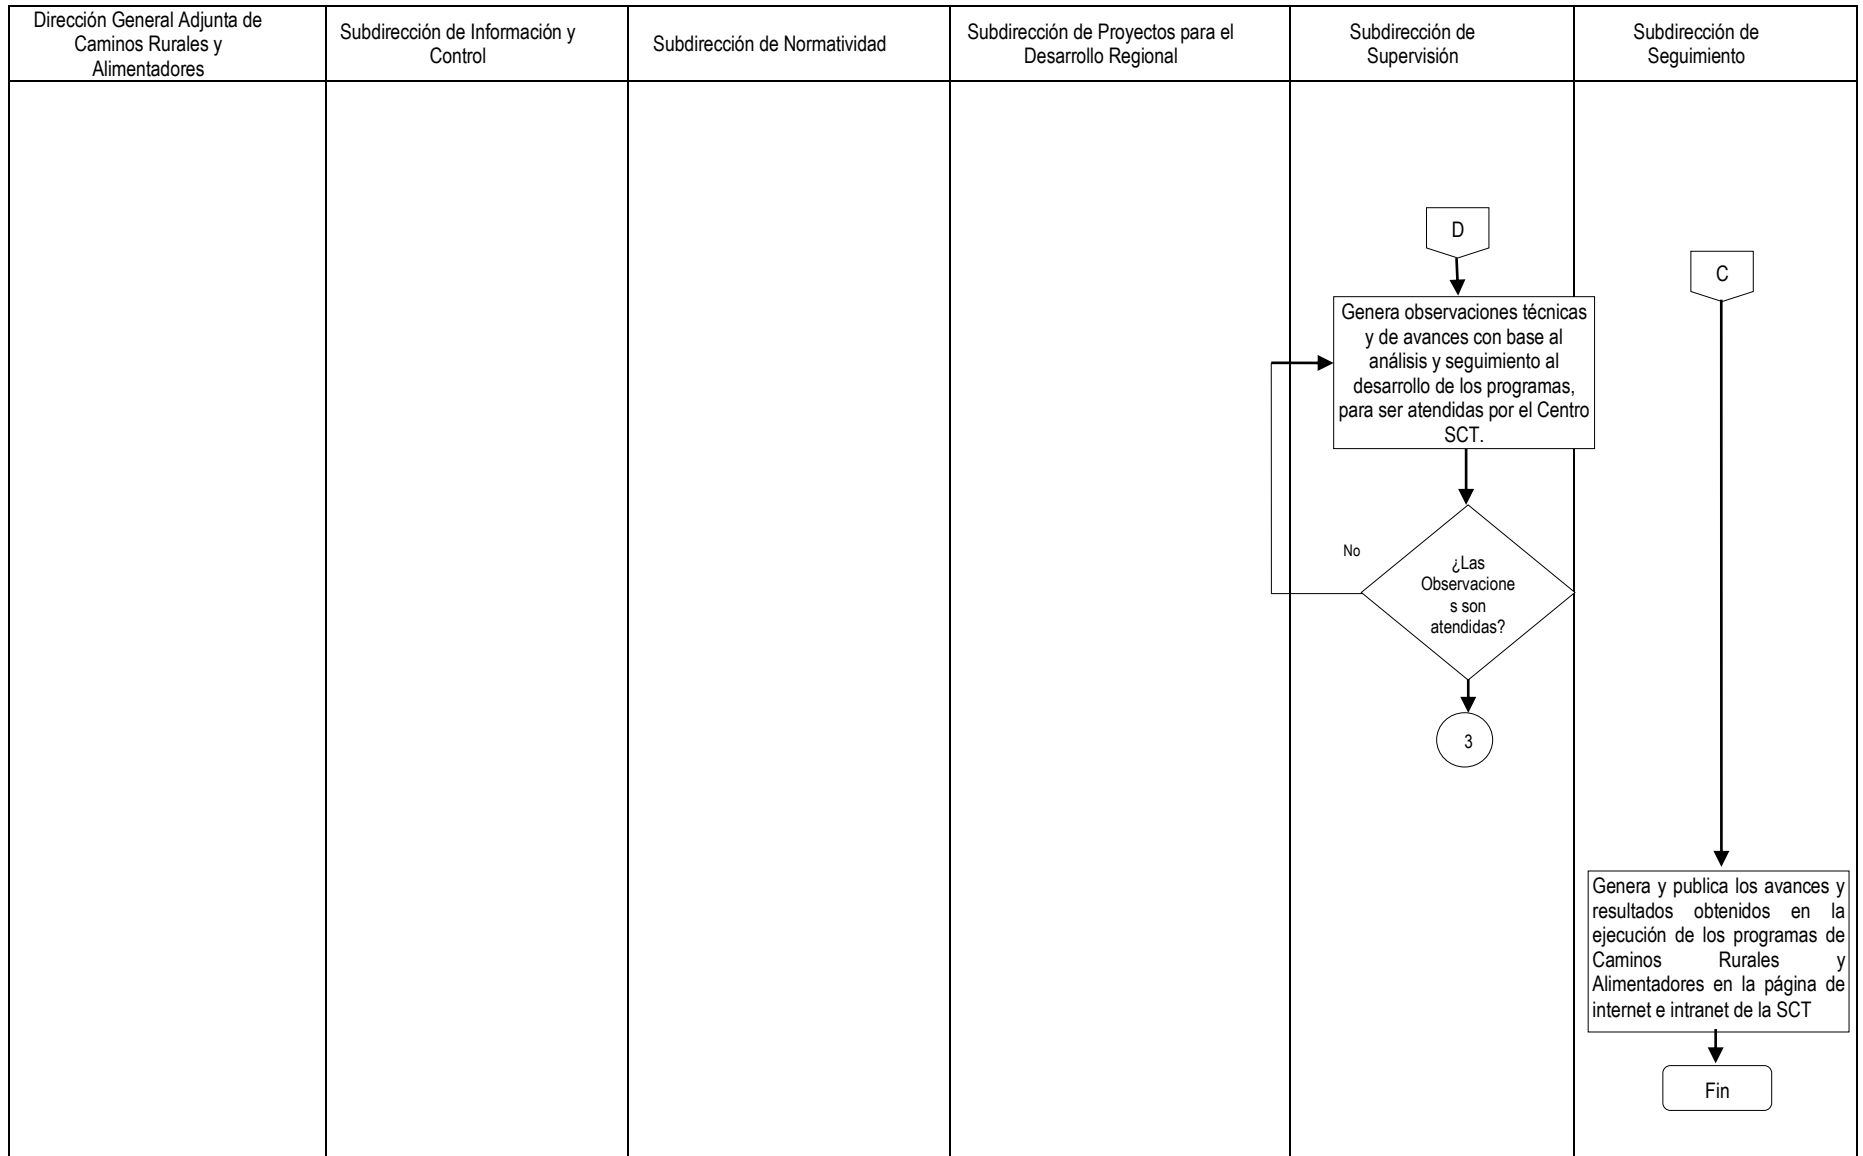 Dirección General Adjunta de
Caminos Rurales y
Alimentadores
Subdirección de Información y
Control
Subdirección de Normatividad
Subdirección de Proyectos para el
Desarrollo Regional
Subdirección de
Supervisión
Subdirección de
Seguimiento
D
C
Genera observaciones técnicas
y de avances con base al
análisis y seguimiento al
desarrollo de los programas,
para ser atendidas por el Centro
SCT.
No
¿Las
Observacione
s son
atendidas?
3
Genera y publica los avances y
resultados obtenidos en la
ejecución de los programas de
Caminos Rurales y
Alimentadores en la página de
internet e intranet de la SCT
Fin